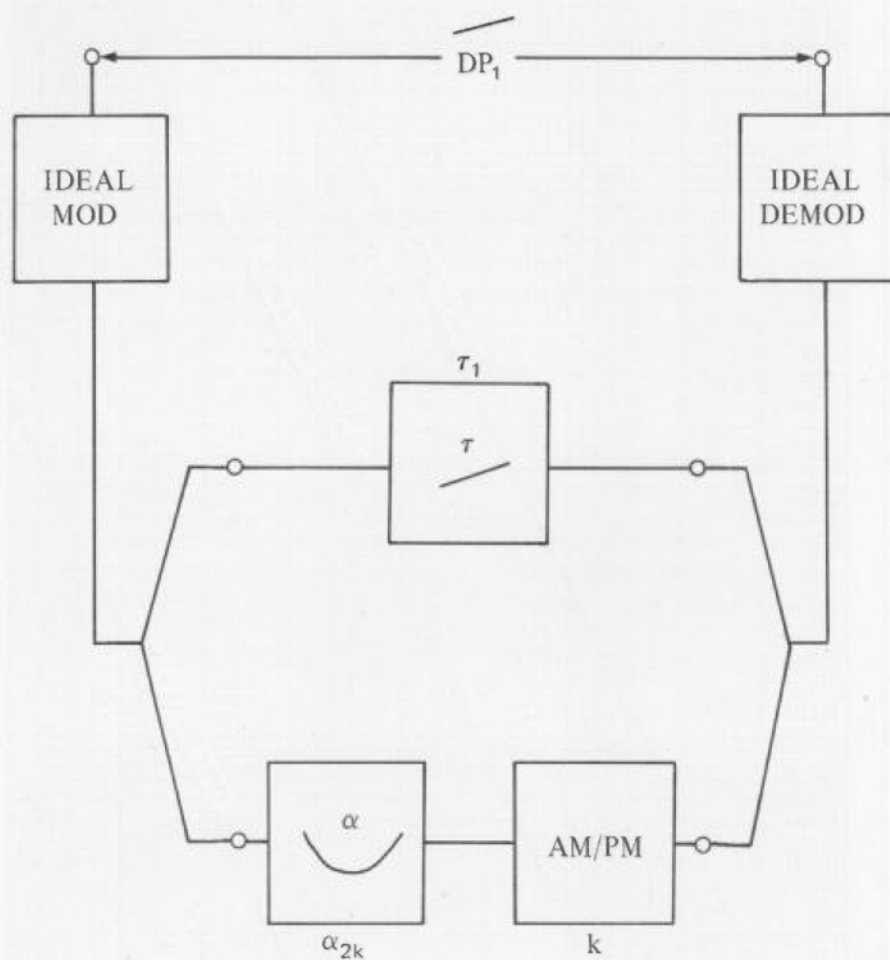 DP₁
IDEAL
MOD
IDEAL
DEMOD
τ₁
τ
α
α₂ₖ
AM/PM
k